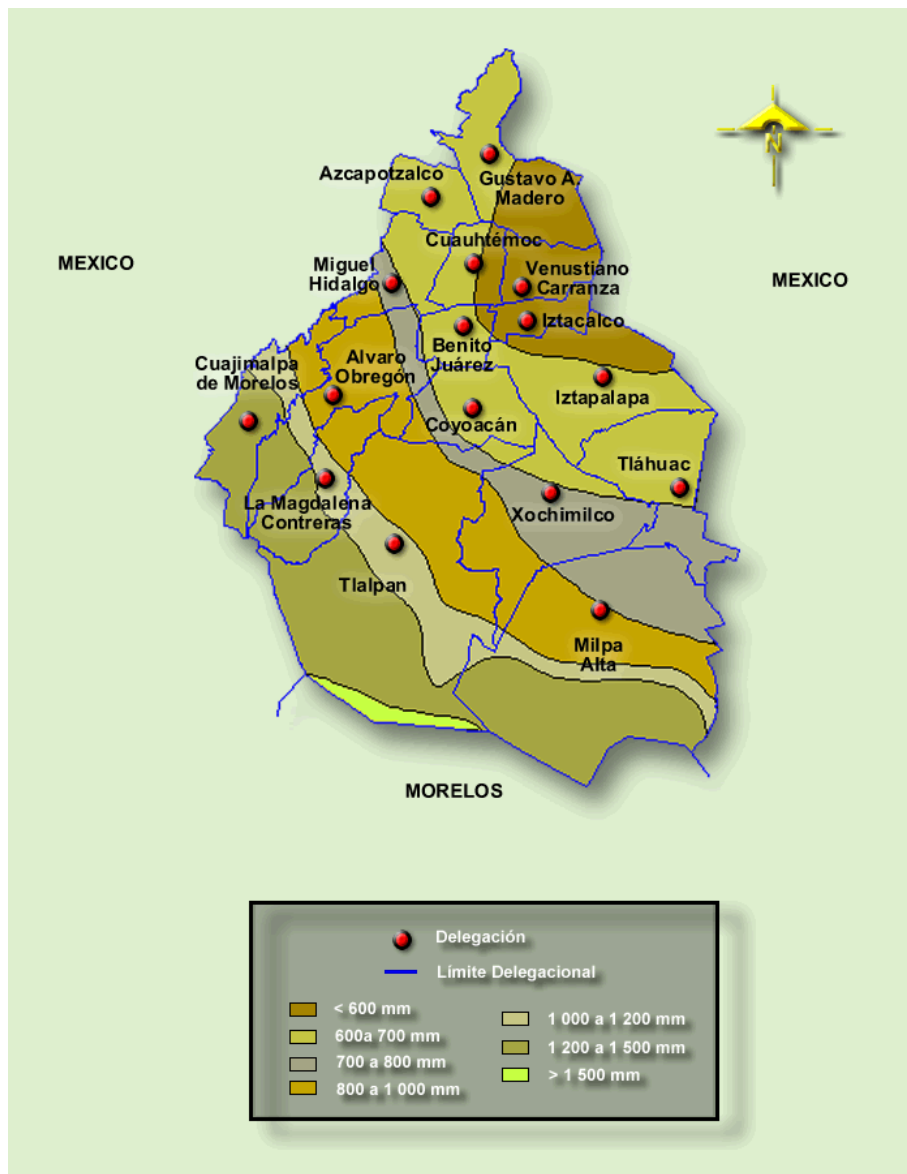 N
Azcapotzalco
Gustavo A.
Madero
Cuauhtémoc
MEXICO
Miguel
Hidalgo
Venustiano
Carranza
MEXICO
Iztacalco
Benito
Juárez
Cuajimalpa
de Morelos
Alvaro
Obregón
Iztapalapa
Coyoacán
Tláhuac
La Magdalena
Contreras
Xochimilco
Tlalpan
Milpa
Alta
MORELOS
Delegación
Límite Delegacional
< 600 mm
600a 700 mm
700 a 800 mm
800 a 1 000 mm
1 000 a 1 200 mm
1 200 a 1 500 mm
> 1 500 mm